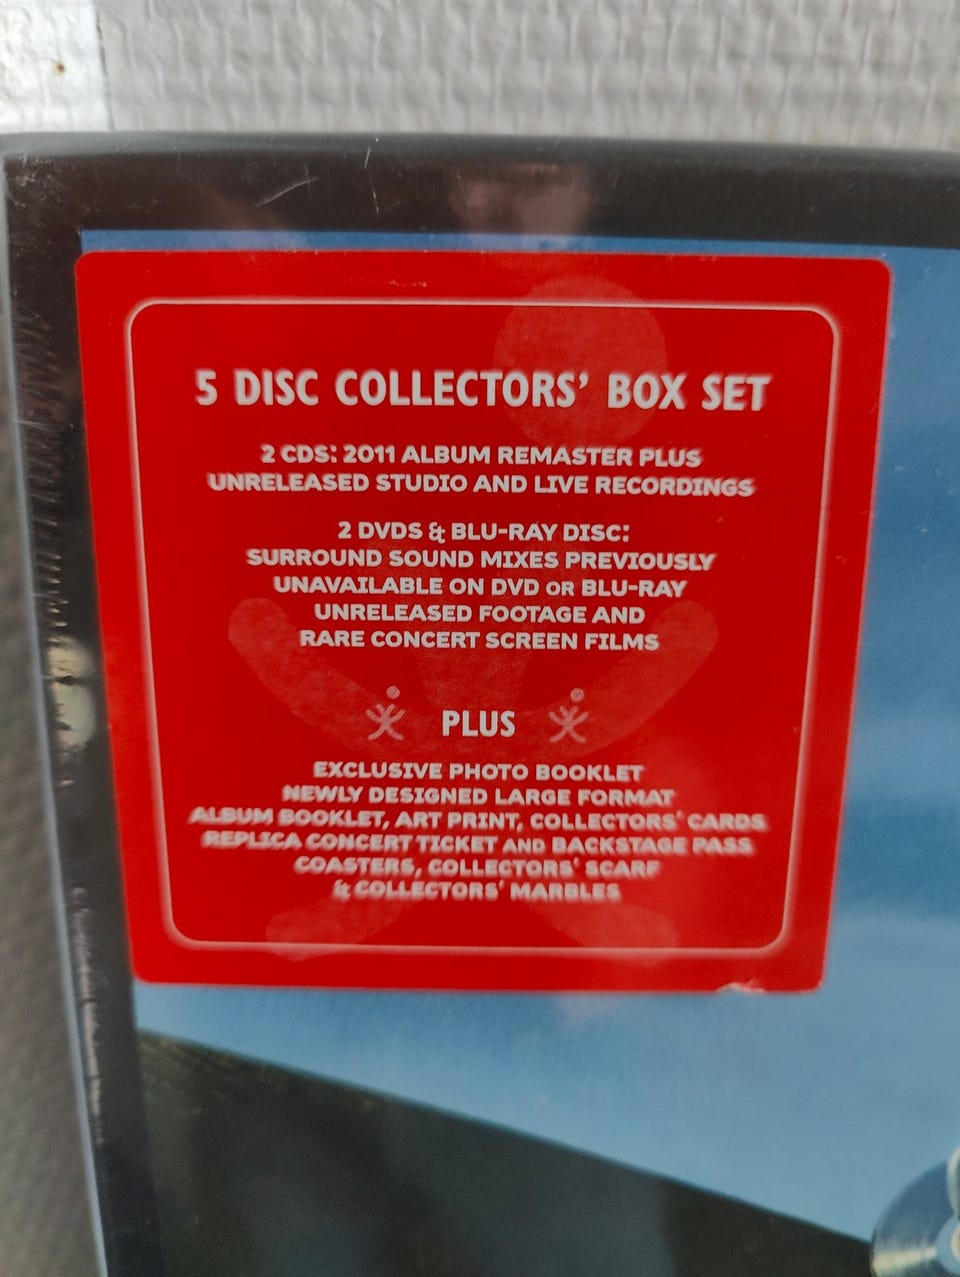 5 DISC COLLECTORS' BOX SET
2 CDS: 2011 ALBUM REMASTER PLUS
UNRELEASED STUDIO AND LIVE RECORDINGS
2 DVDS & BLU-RAY DISC:
SURROUND SOUND MIXES PREVIOUSLY
UNAVAILABLE ON DVD OR BLU-RAY
UNRELEASED FOOTAGE AND
RARE CONCERT SCREEN FILMS
PLUS
EXCLUSIVE PHOTO BOOKLET
NEWLY DESIGNED LARGE FORMAT
ALBUM BOOKLET, ART PRINT, COLLECTORS' CARDS
REPLICA CONCERT TICKET AND BACKSTAGE PASS
COASTERS, COLLECTORS' SCARF
& COLLECTORS' MARBLES